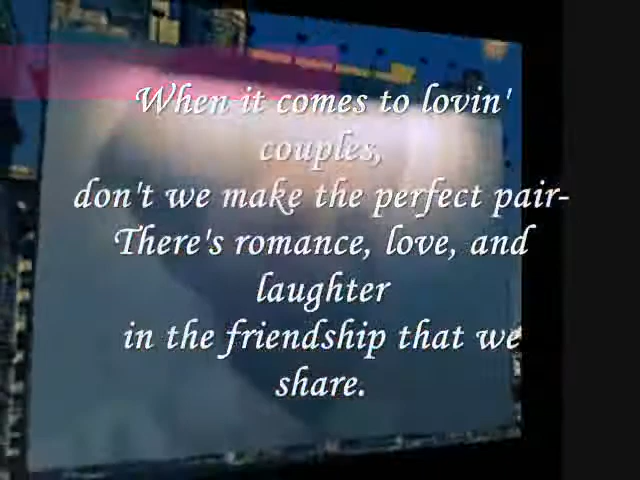 When it comes to lovin'
couples,
don't we make the perfect pair-
There's romance, love, and
laughter
in the friendship that we
share.